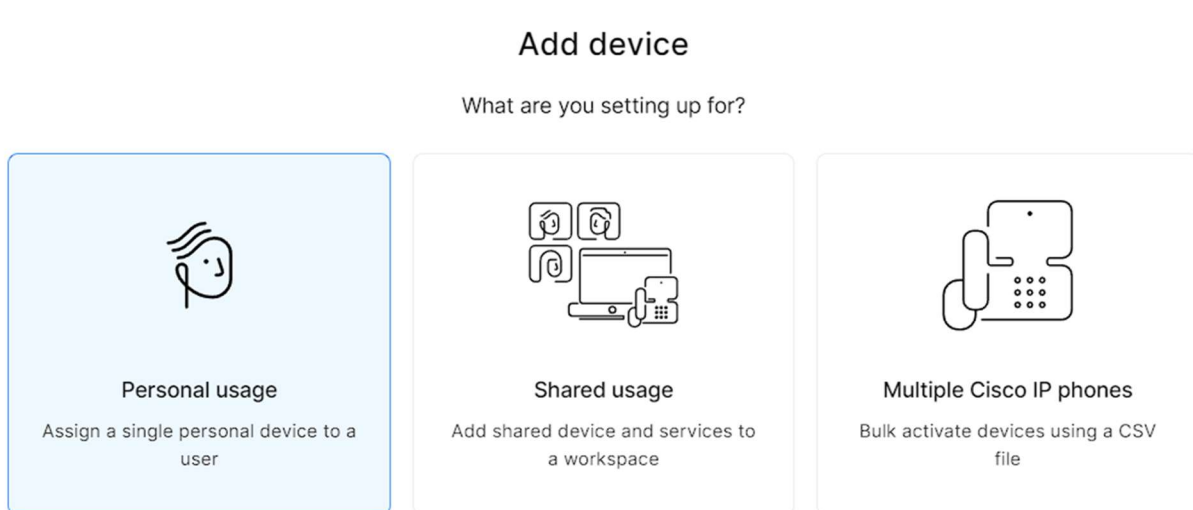 Add device
What are you setting up for?
Personal usage
Assign a single personal device to a
user
Shared usage
Add shared device and services to
a workspace
Multiple Cisco IP phones
Bulk activate devices using a CSV
file